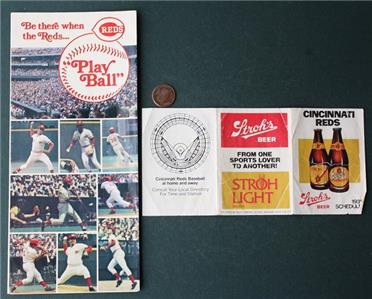 Be there when
the Reds...
REDS
"Play
Ball"
Cincinnati Reds Baseball
at home and away
Consult Your Local Directory
For Time and Station
Stroh's
BEER
FROM ONE
SPORTS LOVER
TO ANOTHER!
STROH
LIGHT
CINCINNATI
REDS
Stroh's
BEER
SCHEDULE